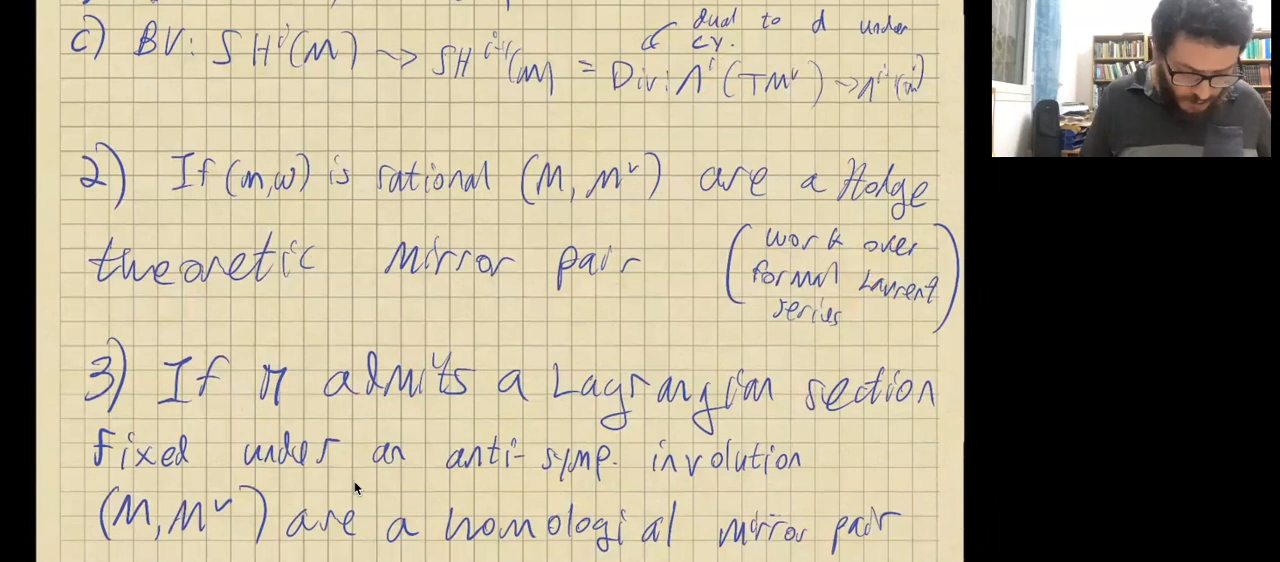 dual to d under
CY.
c) BV: SH^i(M) → SH^{i-1}(M) = Div: Λ^i(TM^v) → Λ^{i-1}(M^v)
2) If (M, ω) is rational (M, M^v) are a Hodge
theoretic mirror pair (work over formal Laurent series)
3) If π admits a Lagrangian section
fixed under an anti-symp. involution
(M, M^v) are a homological mirror pair